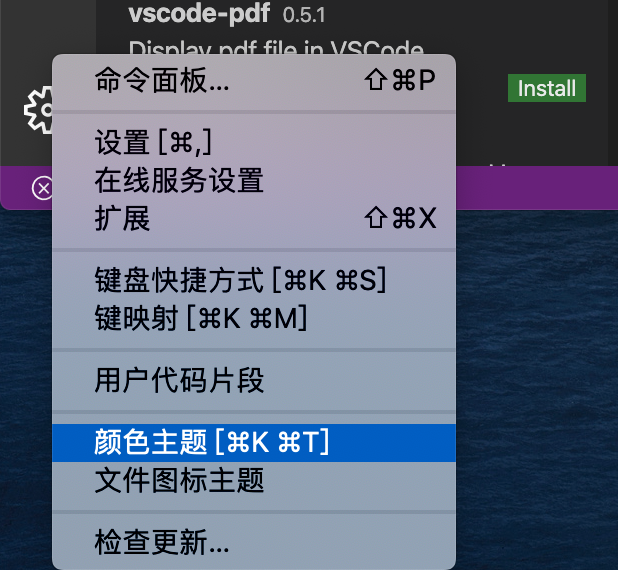 vscode-pdf 0.5.1
Display pdf file in VSCode
Install
命令面板... ⇧⌘P
设置 [⌘,]
在线服务设置
扩展 ⇧⌘X
键盘快捷方式 [⌘K ⌘S]
键映射 [⌘K ⌘M]
用户代码片段
颜色主题 [⌘K ⌘T]
文件图标主题
检查更新...